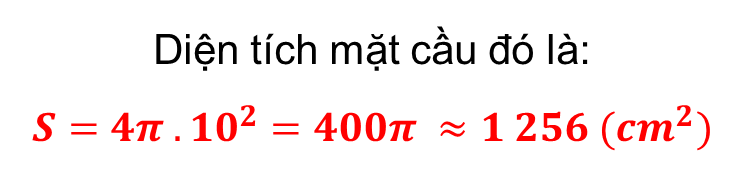 Diện tích mặt cầu đó là:
S = 4π . 10² = 400π ≈ 1 256 (cm²)